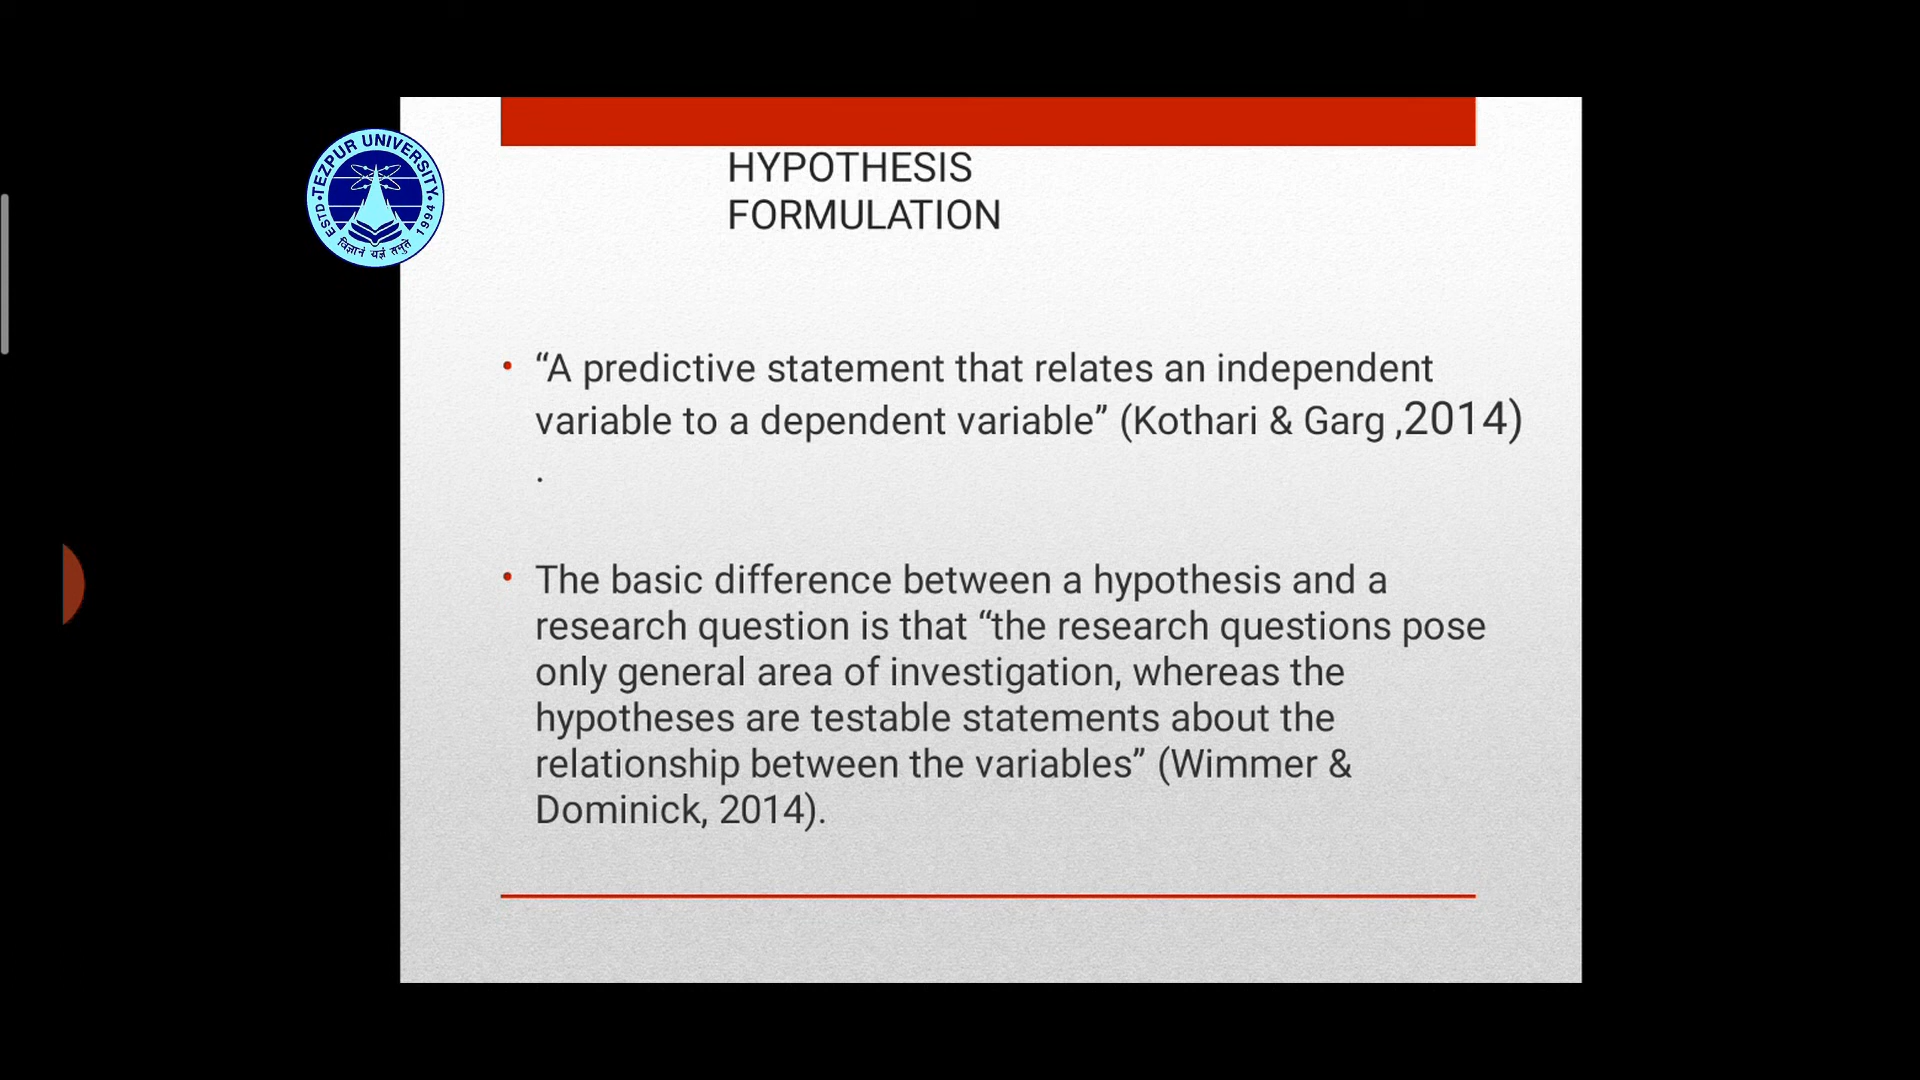 TEZPUR UNIVERSITY
ESTD
1994
विज्ञानं यज्ञं तनुते
HYPOTHESIS
FORMULATION
• “A predictive statement that relates an independent
variable to a dependent variable” (Kothari & Garg ,2014)
.
• The basic difference between a hypothesis and a
research question is that “the research questions pose
only general area of investigation, whereas the
hypotheses are testable statements about the
relationship between the variables” (Wimmer &
Dominick, 2014).